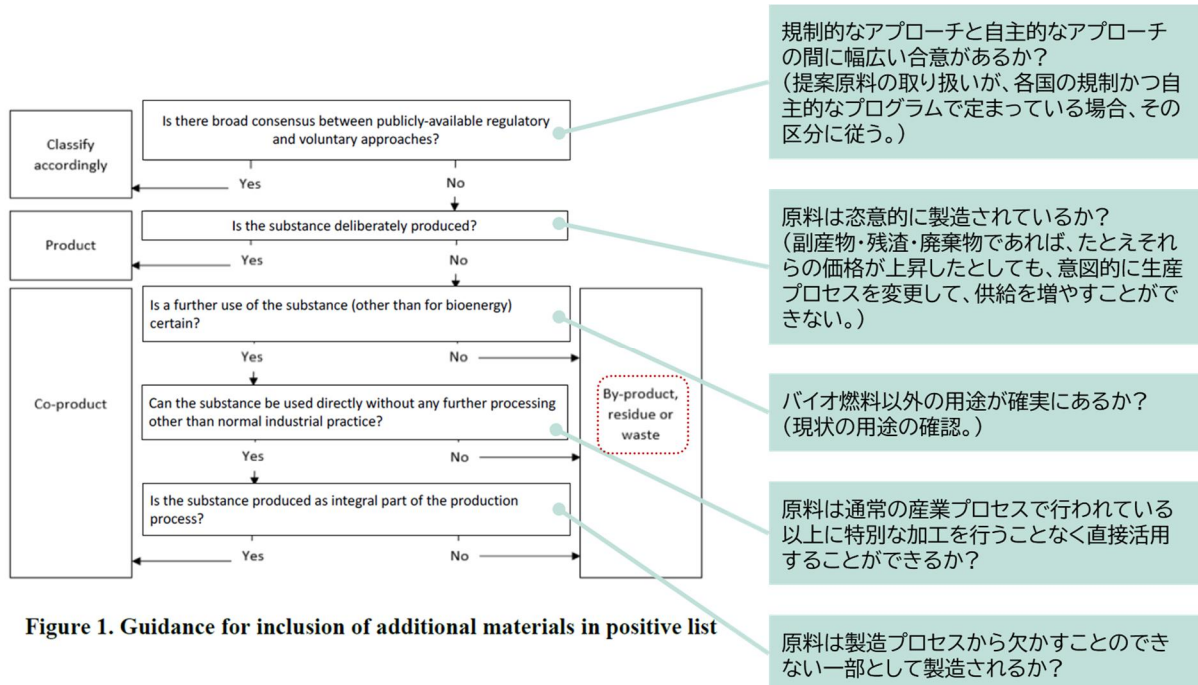 規制的なアプローチと自主的なアプローチ
の間に幅広い合意があるか？
（提案原料の取り扱いが、各国の規制かつ自
主的なプログラムで定まっている場合、その
区分に従う。）
Is there broad consensus between publicly-available regulatory
and voluntary approaches?
Classify
accordingly
Yes
No
原料は恣意的に製造されているか？
（副産物・残渣・廃棄物であれば、たとえそれ
らの価格が上昇したとしても、意図的に生産
プロセスを変更して、供給を増やすことがで
きない。）
Is the substance deliberately produced?
Product
Yes
No
Is a further use of the substance (other than for bioenergy)
certain?
Yes
No
バイオ燃料以外の用途が確実にあるか？
（現状の用途の確認。）
Co-product
Can the substance be used directly without any further processing
other than normal industrial practice?
By-product,
residue or
waste
Yes
No
原料は通常の産業プロセスで行われている
以上に特別な加工を行うことなく直接活用
することができるか？
Is the substance produced as integral part of the production
process?
Yes
No
原料は製造プロセスから欠かすことのでき
ない一部として製造されるか？
Figure 1. Guidance for inclusion of additional materials in positive list